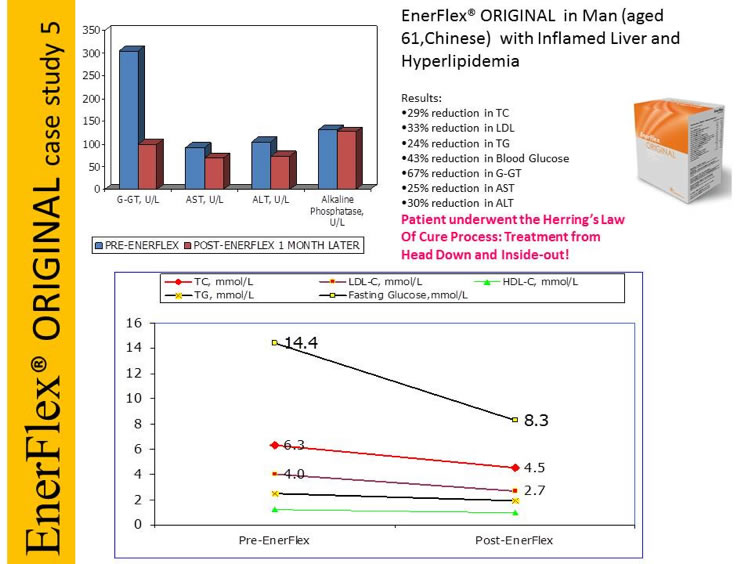 EnerFlex® ORIGINAL case study 5
EnerFlex® ORIGINAL in Man (aged
61,Chinese) with Inflamed Liver and
Hyperlipidemia
Results:
•29% reduction in TC
•33% reduction in LDL
•24% reduction in TG
•43% reduction in Blood Glucose
•67% reduction in G-GT
•25% reduction in AST
•30% reduction in ALT
Patient underwent the Herring's Law
Of Cure Process: Treatment from
Head Down and Inside-out!
ORIGINAL
350
300
250
200
150
100
50
0
G-GT, U/L AST, U/L ALT, U/L Alkaline
Phosphatase,
U/L
PRE-ENERFLEX POST-ENERFLEX 1 MONTH LATER
TC, mmol/L LDL-C, mmol/L HDL-C, mmol/L
TG, mmol/L Fasting Glucose,mmol/L
16
14
12
10
8
6
4
2
0
14.4
8.3
6.3
4.5
4.0
2.7
Pre-EnerFlex Post-EnerFlex